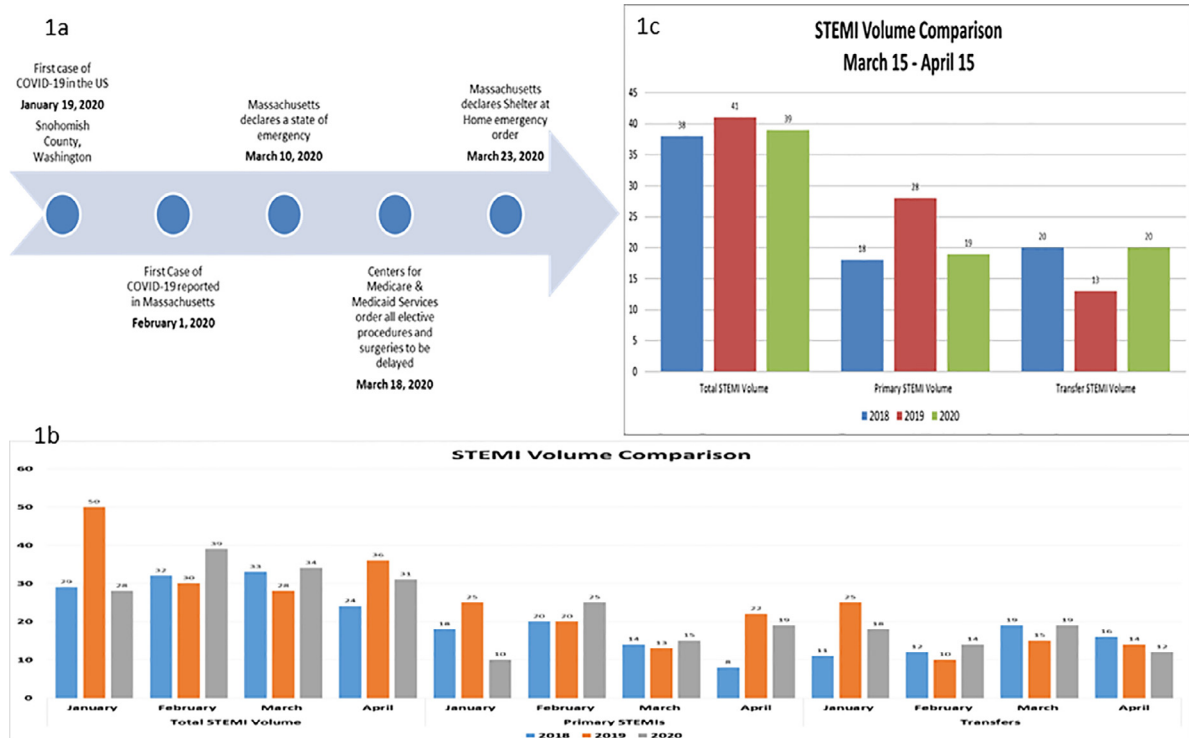 1a
First case of
COVID-19 in the US
January 19, 2020
Snohomish
County,
Washington
Massachusetts
declares a state of
emergency
March 10, 2020
Massachusetts
declares Shelter at
Home emergency
order
March 23, 2020
First Case of
COVID-19 reported
in Massachusetts
February 1, 2020
Centers for
Medicare &
Medicaid Services
order all elective
procedures and
surgeries to be
delayed
March 18, 2020
1c
STEMI Volume Comparison
March 15 - April 15
45
40
35
30
25
20
15
10
5
0
38
41
39
18
28
19
20
13
20
Total STEMI Volume
Primary STEMI Volume
Transfer STEMI Volume
2018
2019
2020
1b
STEMI Volume Comparison
60
50
40
30
20
10
0
29
50
28
32
30
39
33
28
34
24
36
31
18
25
10
20
20
25
14
13
15
8
22
19
11
25
18
12
10
14
19
15
19
16
14
12
January
February
March
April
January
February
March
April
January
February
March
April
Total STEMI Volume
Primary STEMIs
Transfers
2018
2019
2020